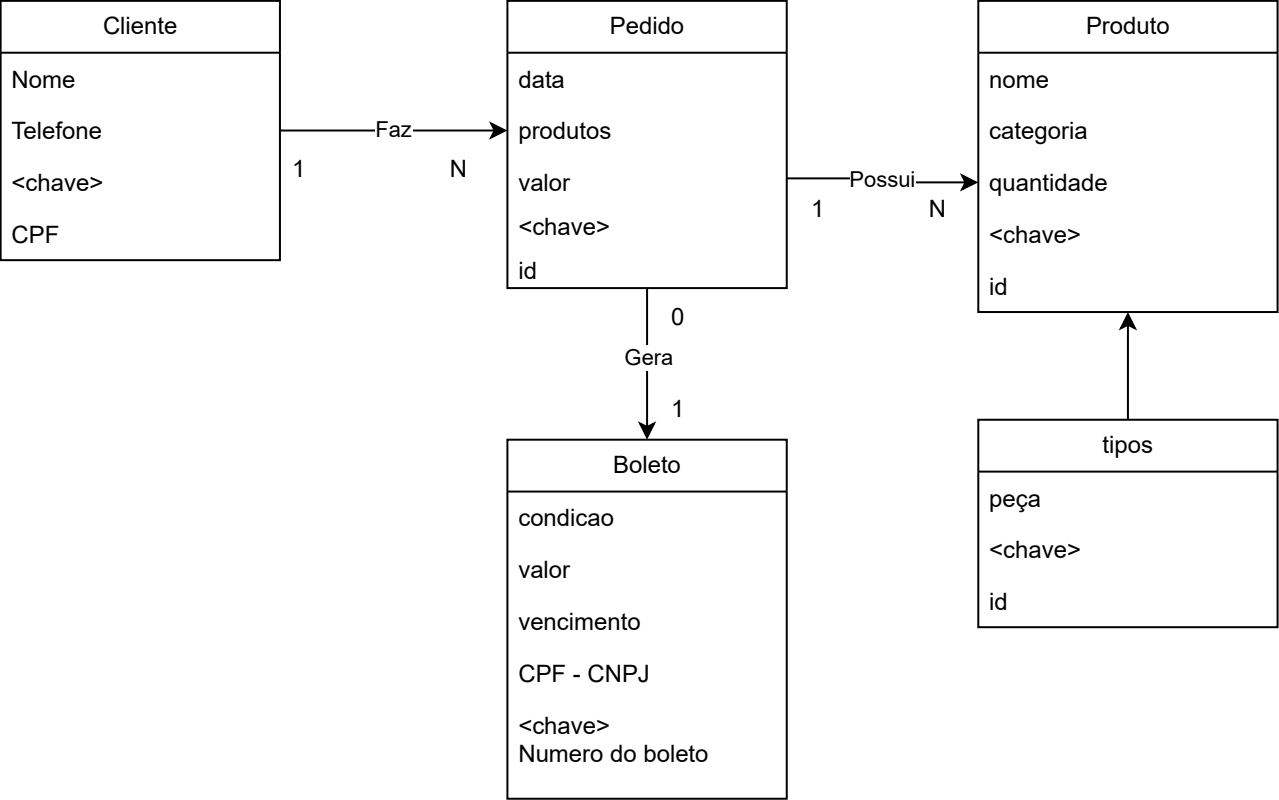 Cliente
Nome
Telefone
<chave>
CPF
Faz
1
N
Pedido
data
produtos
valor
<chave>
id
Possui
1
N
Produto
nome
categoria
quantidade
<chave>
id
0
Gera
1
Boleto
condicao
valor
vencimento
CPF - CNPJ
<chave>
Numero do boleto
tipos
peça
<chave>
id